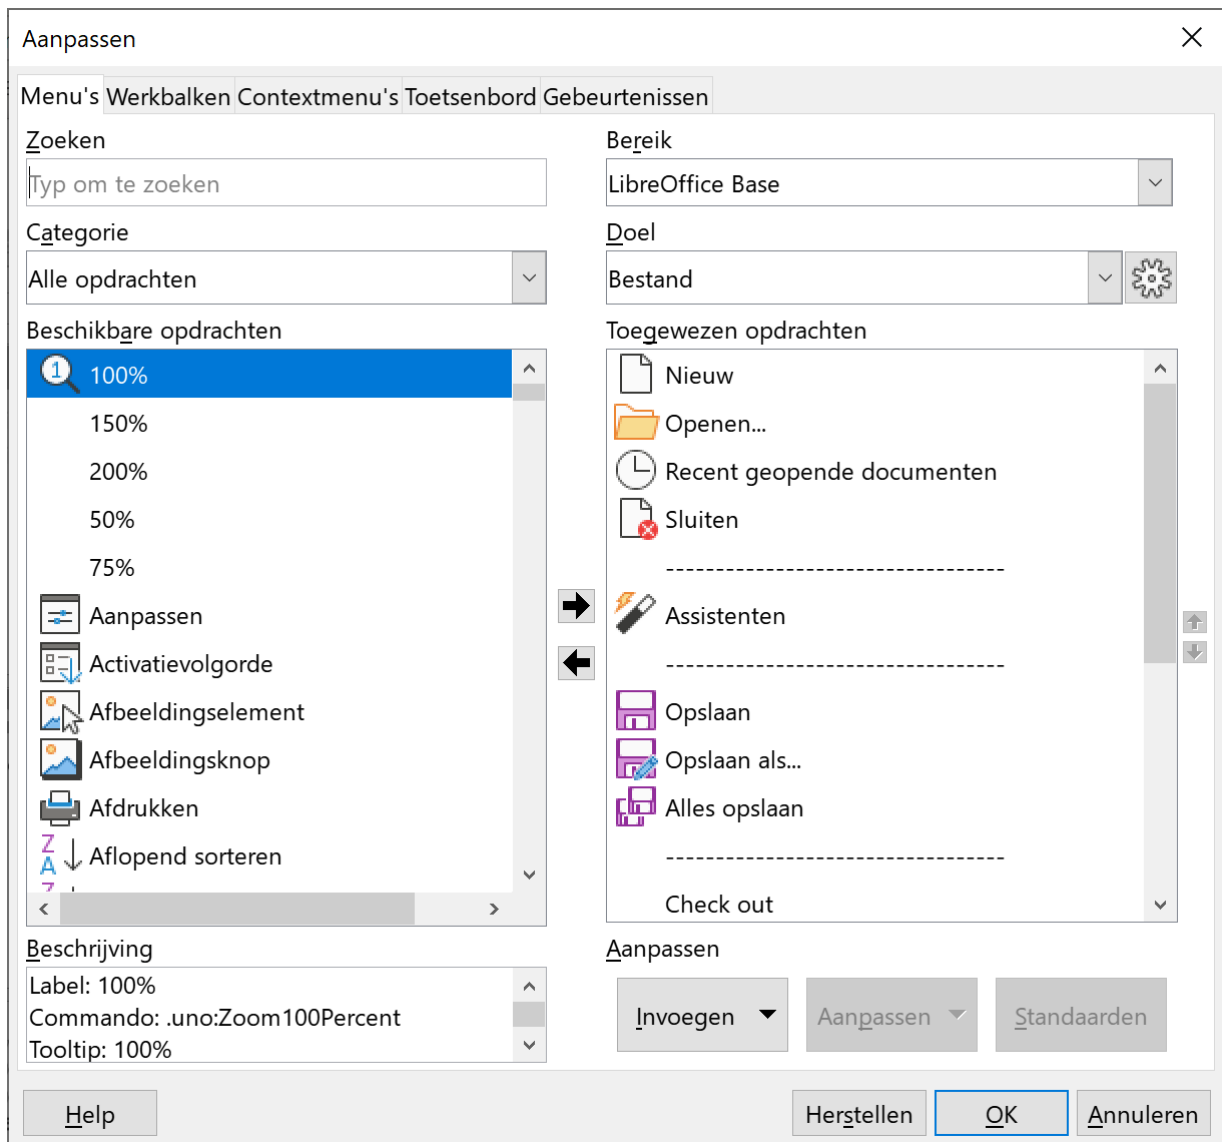 Aanpassen
Menu's Werkbalken Contextmenu's Toetsenbord Gebeurtenissen
Zoeken
Typ om te zoeken
Categorie
Alle opdrachten
Beschikbare opdrachten
1
100%
150%
200%
50%
75%
Aanpassen
Activatievolgorde
Afbeeldingselement
Afbeeldingsknop
Afdrukken
Z
A
Aflopend sorteren
Z
Beschrijving
Label: 100%
Commando: .uno:Zoom100Percent
Tooltip: 100%
Bereik
LibreOffice Base
Doel
Bestand
Toegewezen opdrachten
Nieuw
Openen...
Recent geopende documenten
Sluiten
----------------------------------
Assistenten
----------------------------------
Opslaan
Opslaan als...
Alles opslaan
----------------------------------
Check out
Aanpassen
Invoegen
Aanpassen
Standaarden
Help
Herstellen
OK
Annuleren